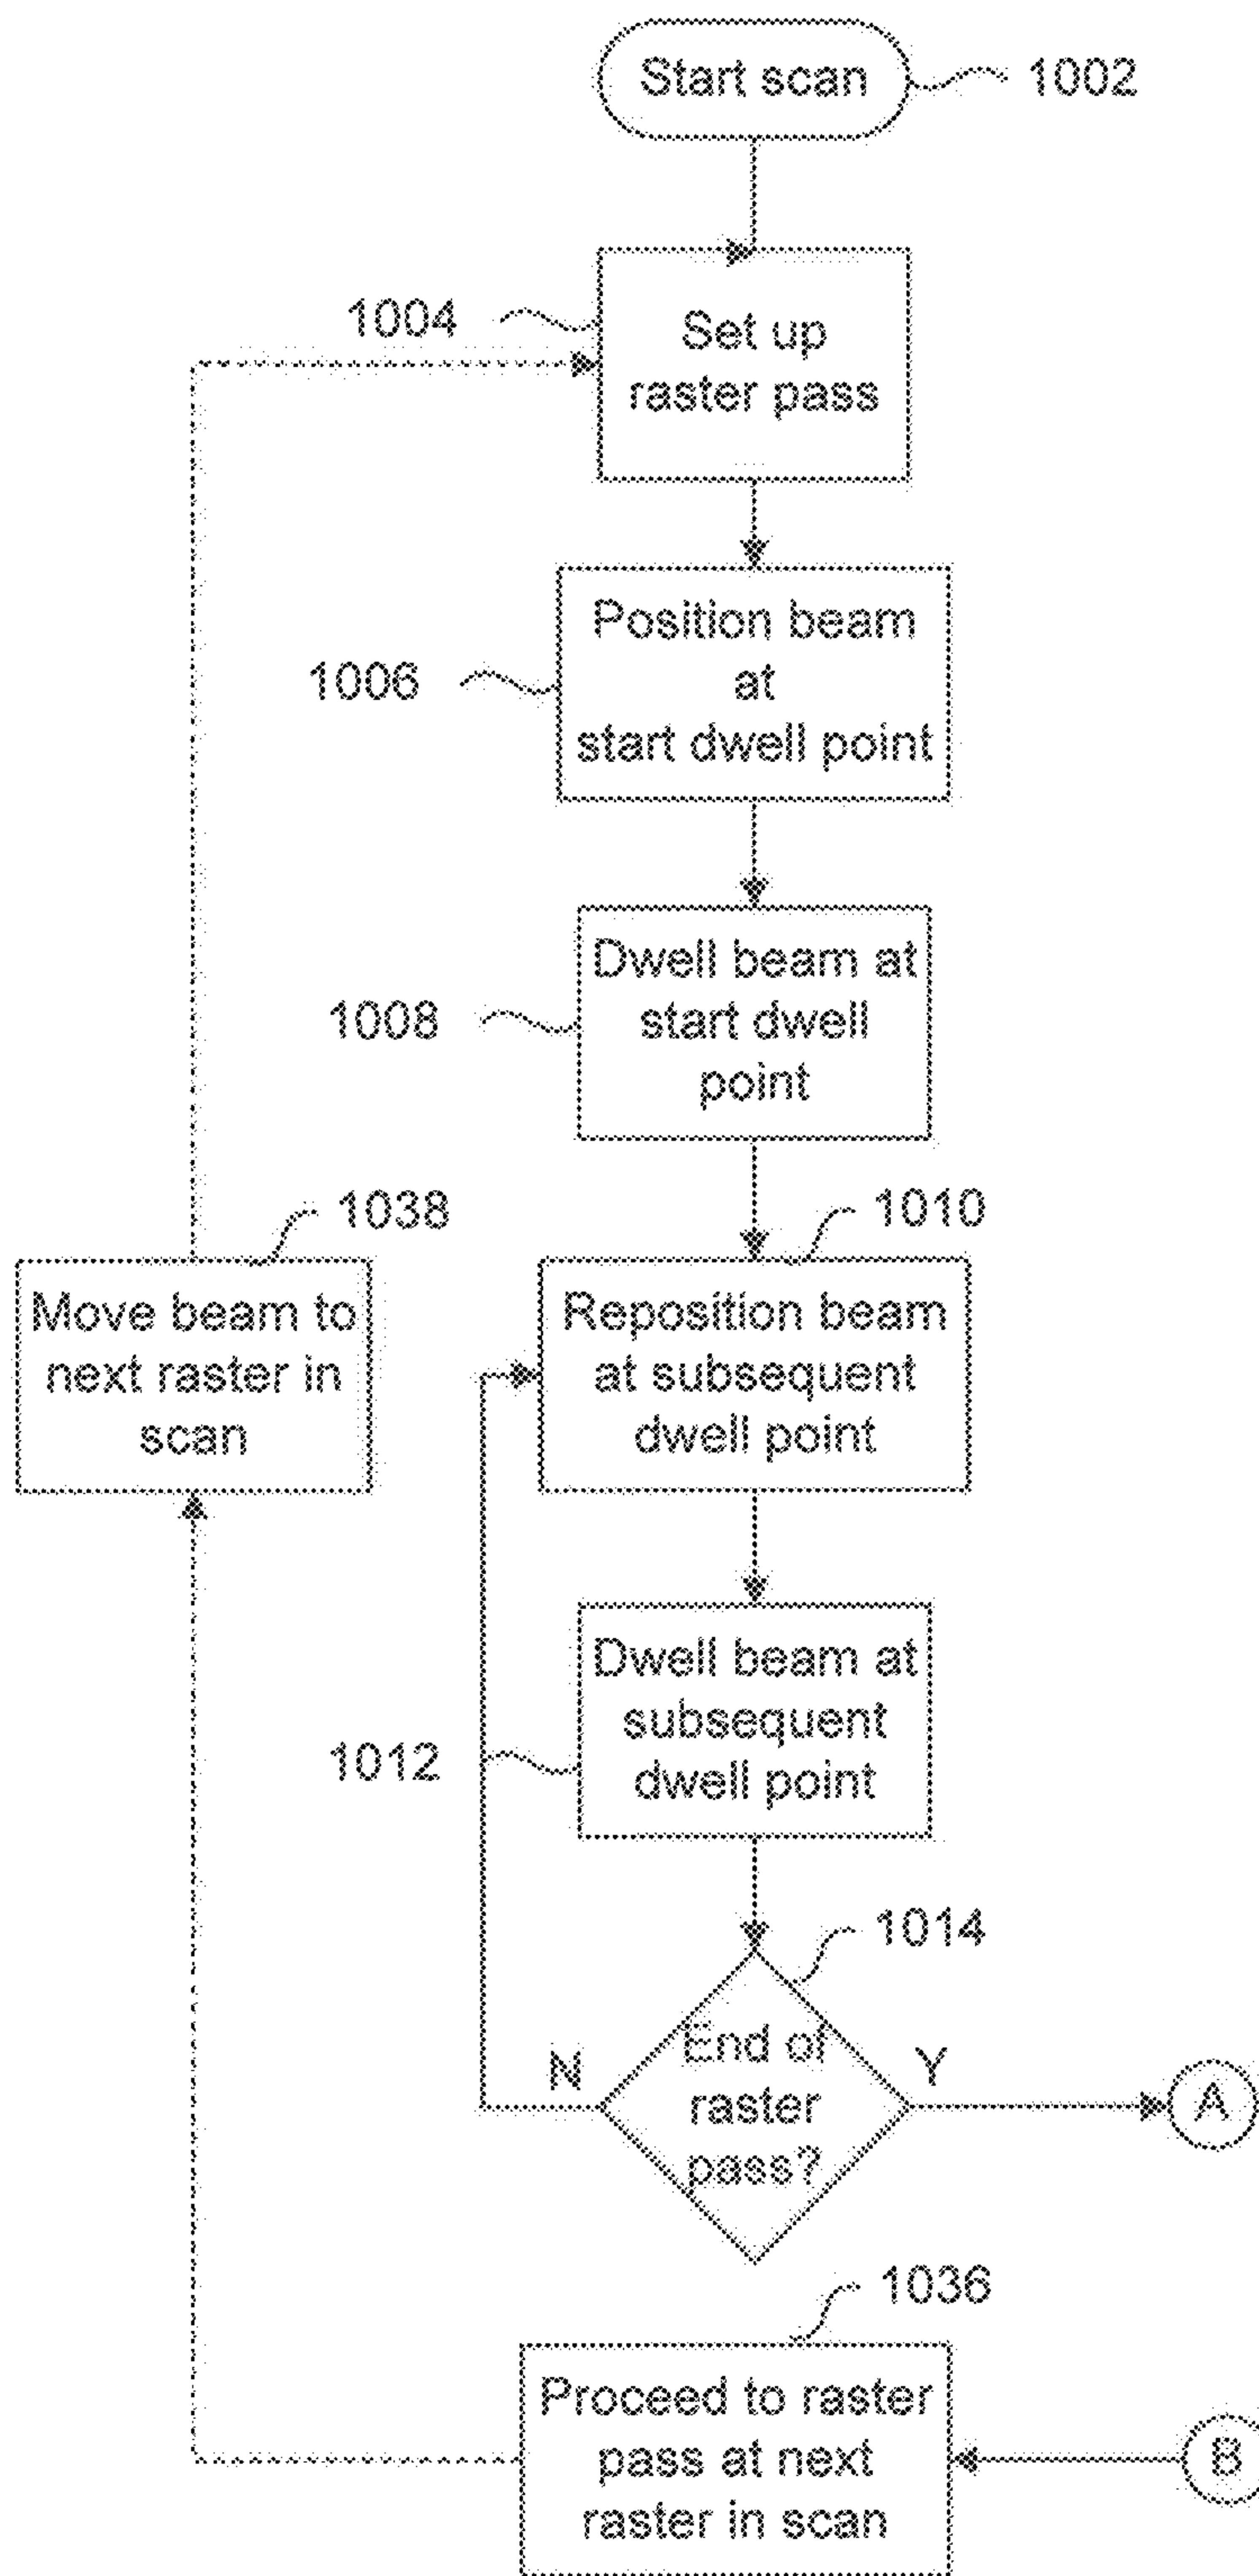 Start scan
1002
1004
Set up
raster pass
1006
Position beam
at
start dwell point
1008
Dwell beam at
start dwell
point
1038
1010
Move beam to
next raster in
scan
Reposition beam
at subsequent
dwell point
1012
Dwell beam at
subsequent
dwell point
1014
N
End of
raster
pass?
Y
A
1036
Proceed to raster
pass at next
raster in scan
B